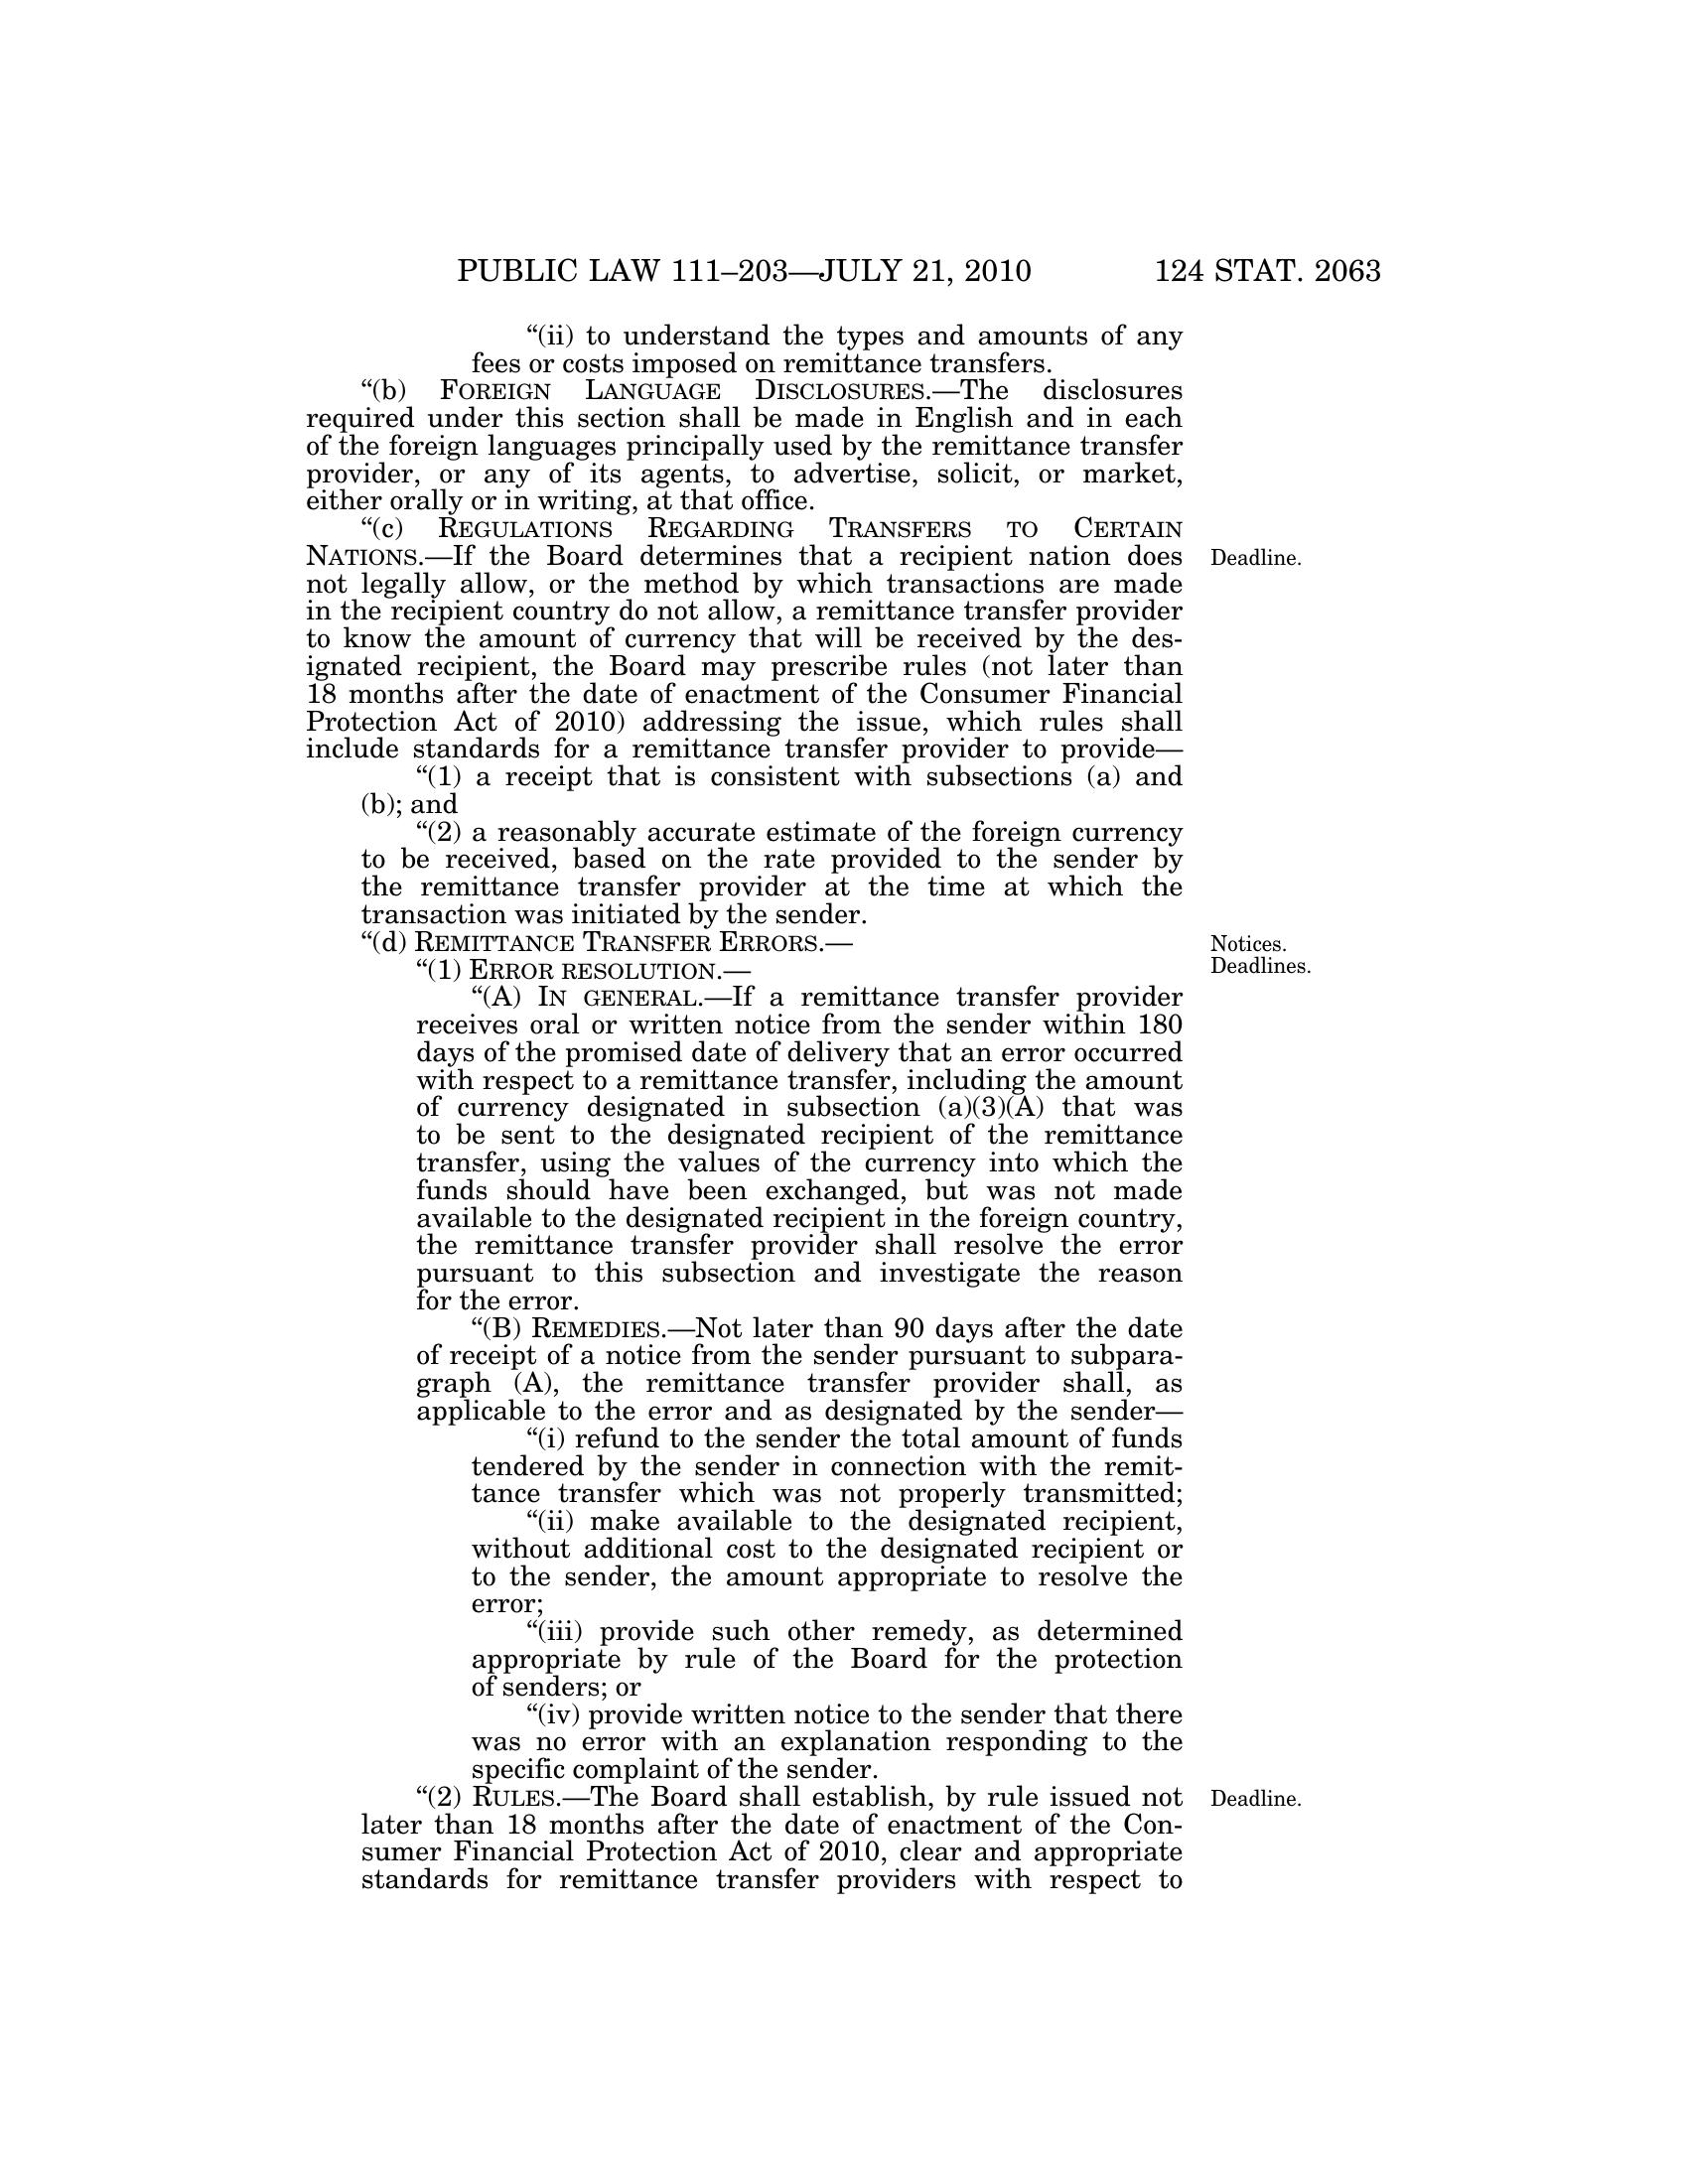 PUBLIC LAW 111–203—JULY 21, 2010 124 STAT. 2063
“(ii) to understand the types and amounts of any
fees or costs imposed on remittance transfers.
“(b) FOREIGN LANGUAGE DISCLOSURES.—The disclosures
required under this section shall be made in English and in each
of the foreign languages principally used by the remittance transfer
provider, or any of its agents, to advertise, solicit, or market,
either orally or in writing, at that office.
“(c) REGULATIONS REGARDING TRANSFERS TO CERTAIN
NATIONS.—If the Board determines that a recipient nation does
Deadline.
not legally allow, or the method by which transactions are made
in the recipient country do not allow, a remittance transfer provider
to know the amount of currency that will be received by the des-
ignated recipient, the Board may prescribe rules (not later than
18 months after the date of enactment of the Consumer Financial
Protection Act of 2010) addressing the issue, which rules shall
include standards for a remittance transfer provider to provide—
“(1) a receipt that is consistent with subsections (a) and
(b); and
“(2) a reasonably accurate estimate of the foreign currency
to be received, based on the rate provided to the sender by
the remittance transfer provider at the time at which the
transaction was initiated by the sender.
“(d) REMITTANCE TRANSFER ERRORS.—
Notices.
“(1) ERROR RESOLUTION.—
Deadlines.
“(A) IN GENERAL.—If a remittance transfer provider
receives oral or written notice from the sender within 180
days of the promised date of delivery that an error occurred
with respect to a remittance transfer, including the amount
of currency designated in subsection (a)(3)(A) that was
to be sent to the designated recipient of the remittance
transfer, using the values of the currency into which the
funds should have been exchanged, but was not made
available to the designated recipient in the foreign country,
the remittance transfer provider shall resolve the error
pursuant to this subsection and investigate the reason
for the error.
“(B) REMEDIES.—Not later than 90 days after the date
of receipt of a notice from the sender pursuant to subpara-
graph (A), the remittance transfer provider shall, as
applicable to the error and as designated by the sender—
“(i) refund to the sender the total amount of funds
tendered by the sender in connection with the remit-
tance transfer which was not properly transmitted;
“(ii) make available to the designated recipient,
without additional cost to the designated recipient or
to the sender, the amount appropriate to resolve the
error;
“(iii) provide such other remedy, as determined
appropriate by rule of the Board for the protection
of senders; or
“(iv) provide written notice to the sender that there
was no error with an explanation responding to the
specific complaint of the sender.
“(2) RULES.—The Board shall establish, by rule issued not
Deadline.
later than 18 months after the date of enactment of the Con-
sumer Financial Protection Act of 2010, clear and appropriate
standards for remittance transfer providers with respect to